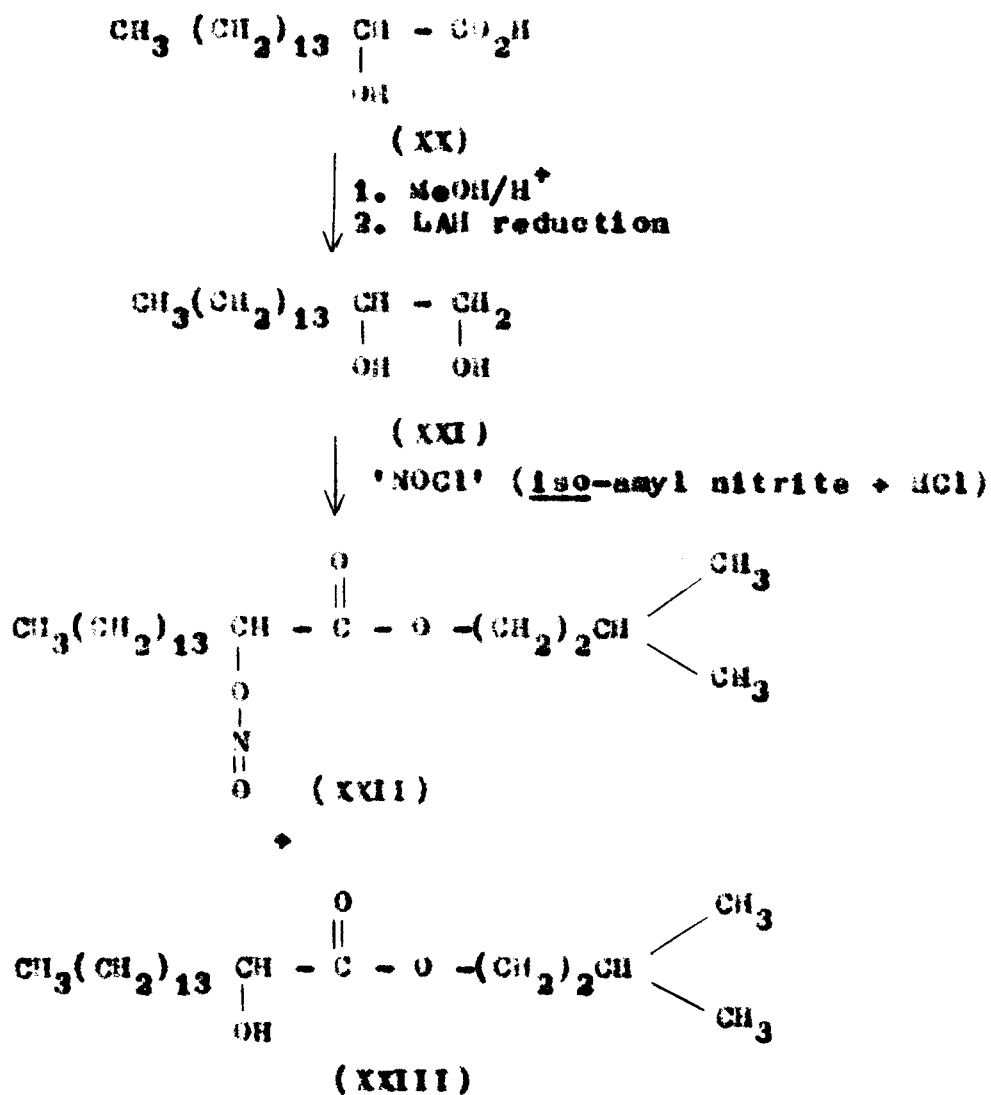 CH3 (CH2)13 CH - CO2H
OH
(XX)
1. MeOH/H+
2. LAH reduction
CH3(CH2)13 CH - CH2
OH OH
(XXI)
'NOCl' (iso-amyl nitrite + HCl)
O CH3
CH3(CH2)13 CH - C - O -(CH2)2CH
O CH3
N
O (XXII)
+
O CH3
CH3(CH2)13 CH - C - O -(CH2)2CH
OH CH3
(XXIII)